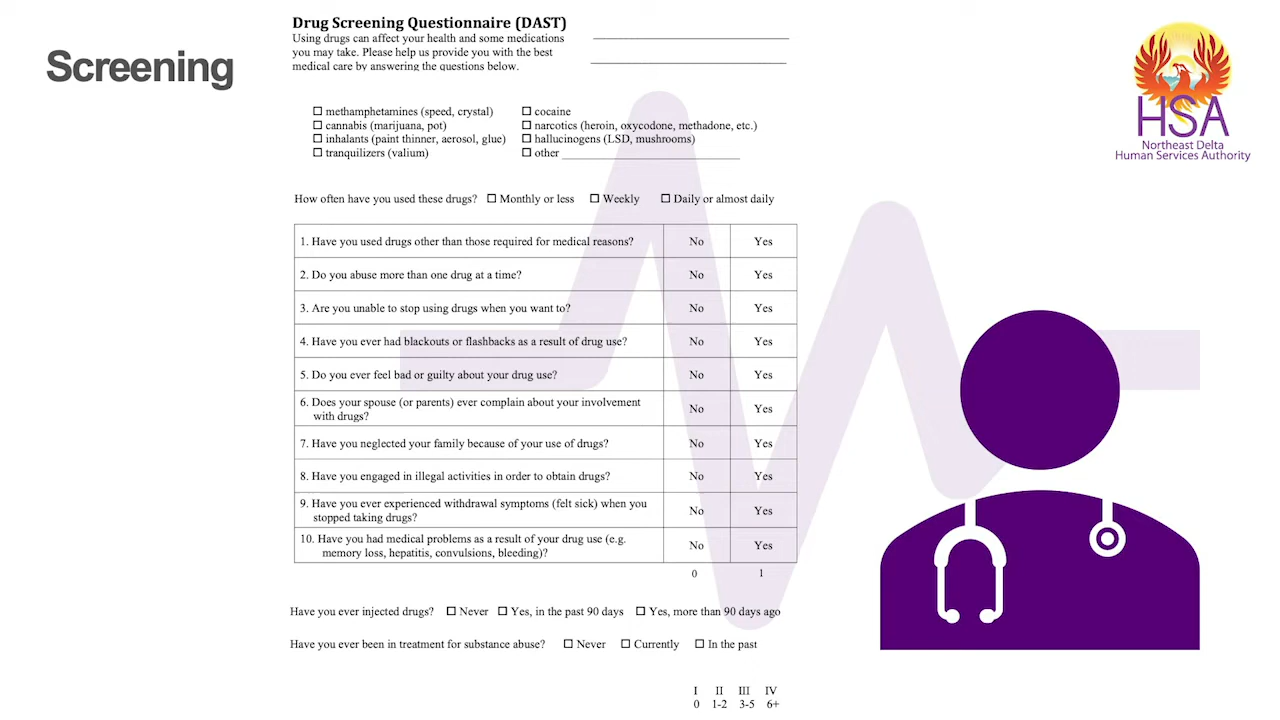 Screening
Drug Screening Questionnaire (DAST)
Using drugs can affect your health and some medications
you may take. Please help us provide you with the best
medical care by answering the questions below.
☐ methamphetamines (speed, crystal) ☐ cocaine
☐ cannabis (marijuana, pot) ☐ narcotics (heroin, oxycodone, methadone, etc.)
☐ inhalants (paint thinner, aerosol, glue) ☐ hallucinogens (LSD, mushrooms)
☐ tranquilizers (valium) ☐ other
How often have you used these drugs? ☐ Monthly or less ☐ Weekly ☐ Daily or almost daily
1. Have you used drugs other than those required for medical reasons? No Yes
2. Do you abuse more than one drug at a time? No Yes
3. Are you unable to stop using drugs when you want to? No Yes
4. Have you ever had blackouts or flashbacks as a result of drug use? No Yes
5. Do you ever feel bad or guilty about your drug use? No Yes
6. Does your spouse (or parents) ever complain about your involvement
with drugs? No Yes
7. Have you neglected your family because of your use of drugs? No Yes
8. Have you engaged in illegal activities in order to obtain drugs? No Yes
9. Have you ever experienced withdrawal symptoms (felt sick) when you
stopped taking drugs? No Yes
10. Have you had medical problems as a result of your drug use (e.g.
memory loss, hepatitis, convulsions, bleeding)? No Yes
0 1
Have you ever injected drugs? ☐ Never ☐ Yes, in the past 90 days ☐ Yes, more than 90 days ago
Have you ever been in treatment for substance abuse? ☐ Never ☐ Currently ☐ In the past
I II III IV
0 1-2 3-5 6+
HSA
Northeast Delta
Human Services Authority